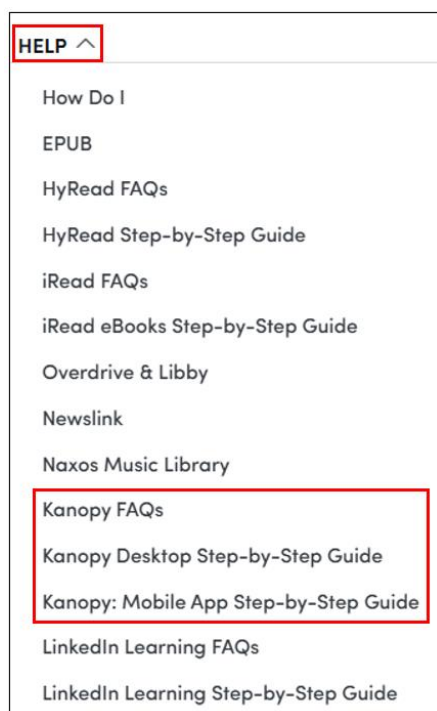 HELP
How Do I
EPUB
HyRead FAQs
HyRead Step-by-Step Guide
iRead FAQs
iRead eBooks Step-by-Step Guide
Overdrive & Libby
Newslink
Naxos Music Library
Kanopy FAQs
Kanopy Desktop Step-by-Step Guide
Kanopy: Mobile App Step-by-Step Guide
LinkedIn Learning FAQs
LinkedIn Learning Step-by-Step Guide